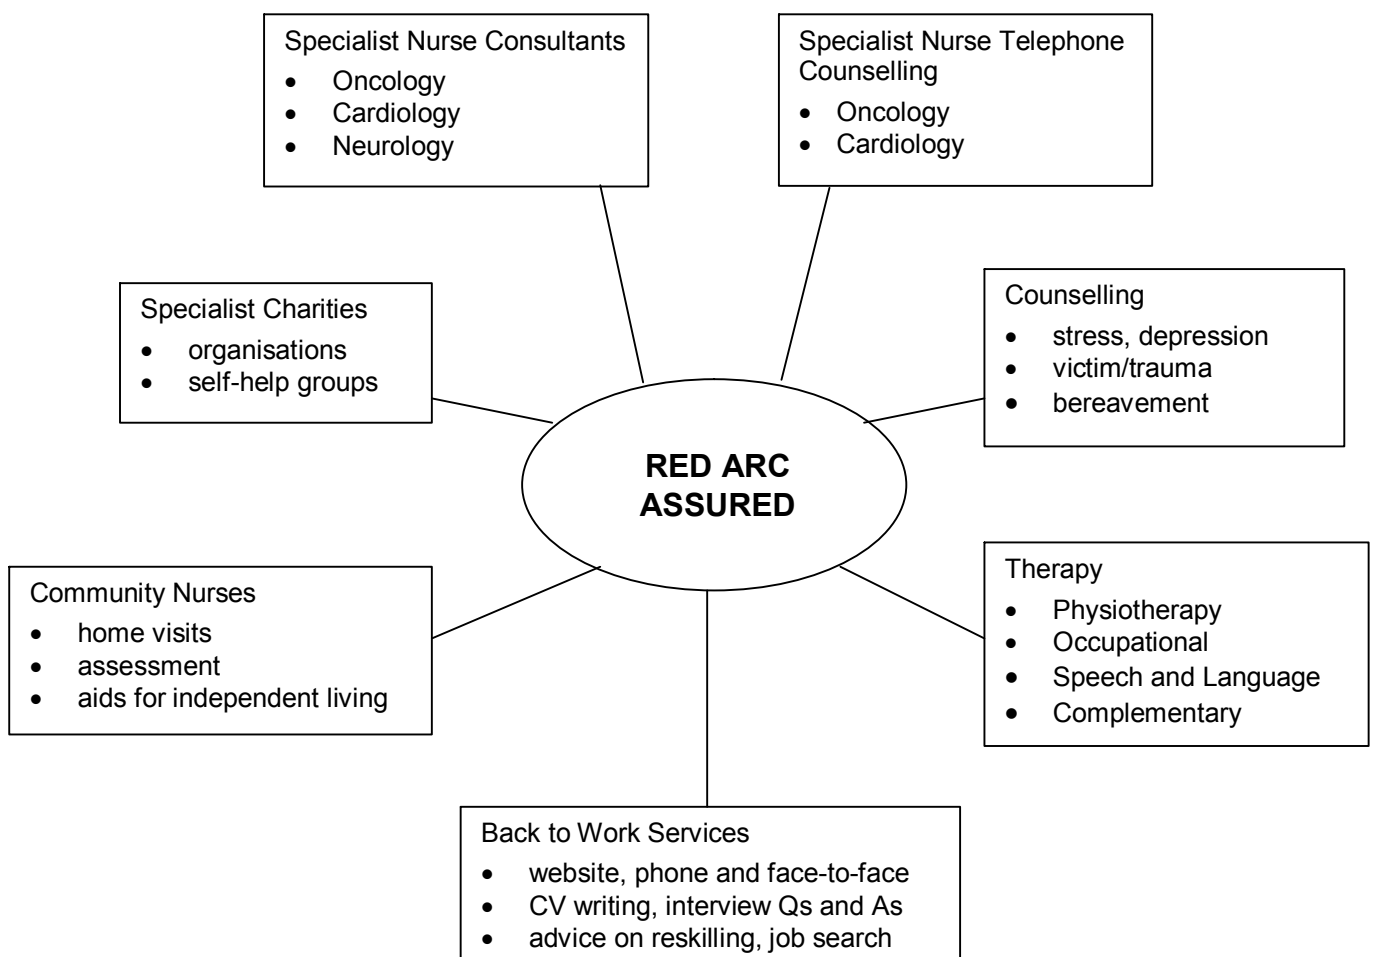 Specialist Nurse Consultants
• Oncology
• Cardiology
• Neurology
Specialist Nurse Telephone
Counselling
• Oncology
• Cardiology
Specialist Charities
• organisations
• self-help groups
Counselling
• stress, depression
• victim/trauma
• bereavement
RED ARC
ASSURED
Community Nurses
• home visits
• assessment
• aids for independent living
Therapy
• Physiotherapy
• Occupational
• Speech and Language
• Complementary
Back to Work Services
• website, phone and face-to-face
• CV writing, interview Qs and As
• advice on reskilling, job search